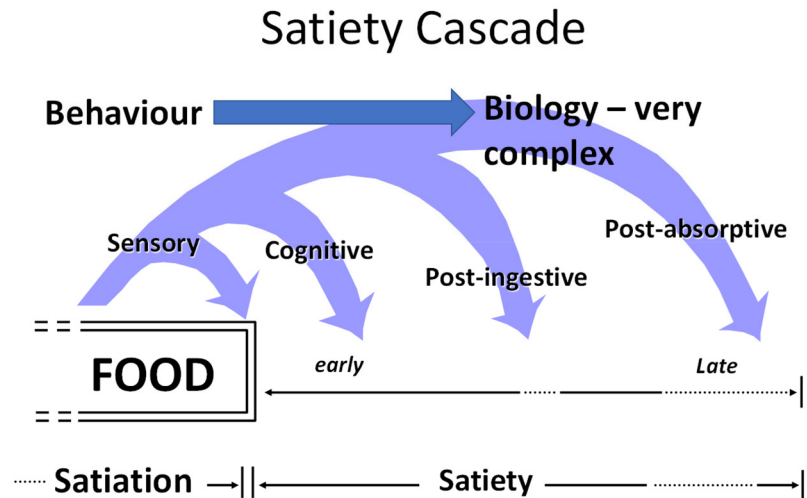 Satiety Cascade
Behaviour
Biology – very
complex
Sensory
Cognitive
Post-ingestive
Post-absorptive
FOOD
early
Late
Satiation
Satiety